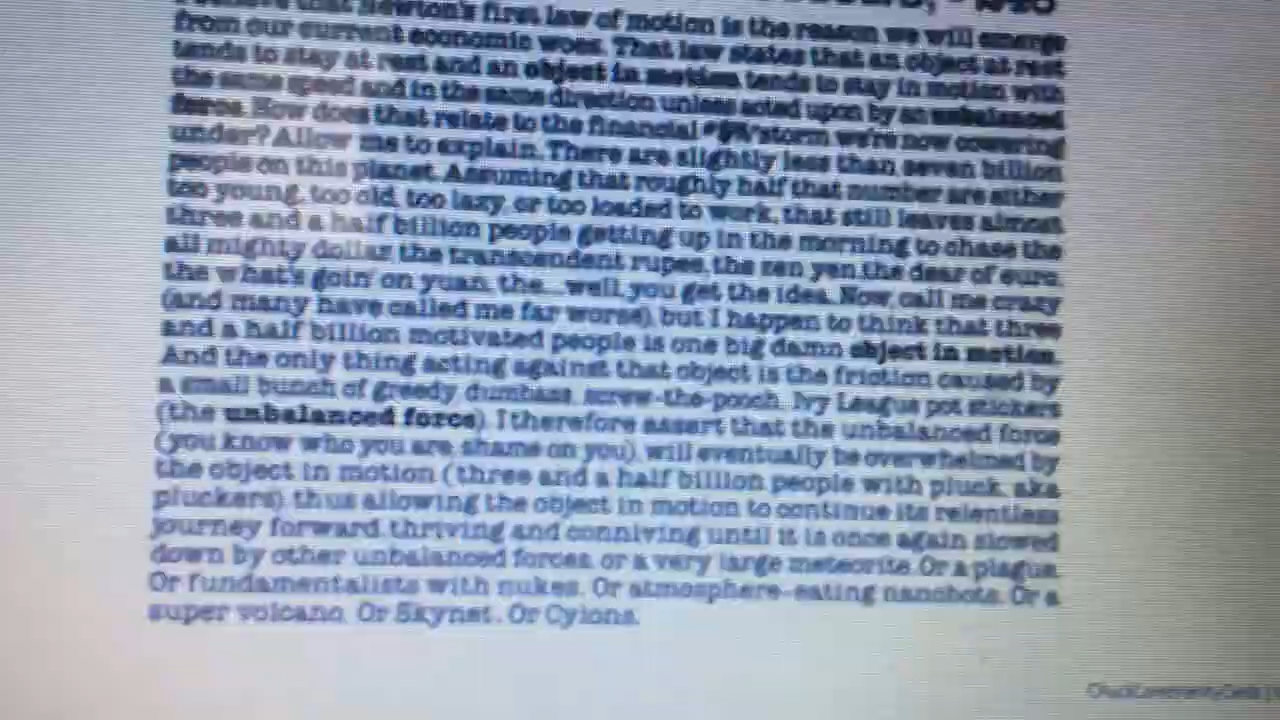 that Newton's first law of motion is the reason we will emerge
from our current economic woes. That law states that an object at rest
tends to stay at rest and an object in motion tends to stay in motion with
the same speed and in the same direction unless acted upon by an unbalanced
force. How does that relate to the financial storm we're now cowering
under? Allow me to explain. There are slightly less than seven billion
people on this planet. Assuming that roughly half that number are either
too young, too old, too lazy, or too loaded to work, that still leaves almost
three and a half billion people getting up in the morning to chase the
all mighty dollar, the transcendent rupee, the zen yen, the dear of euro,
the what's goin' on yuan, the... well, you get the idea. Now, call me crazy
(and many have called me far worse), but I happen to think that three
and a half billion motivated people is one big damn object in motion.
And the only thing acting against that object is the friction caused by
a small bunch of greedy dumbass, screw-the-pooch, Ivy League pot stickers
(the unbalanced force). I therefore assert that the unbalanced force
(you know who you are, shame on you), will eventually be overwhelmed by
the object in motion (three and a half billion people with pluck, aka
pluckers), thus allowing the object in motion to continue its relentless
journey forward, thriving and conniving until it is once again slowed
down by other unbalanced forces, or a very large meteorite. Or a plague.
Or fundamentalists with nukes. Or atmosphere-eating nanobots. Or a
super volcano. Or Skynet. Or Cylons.